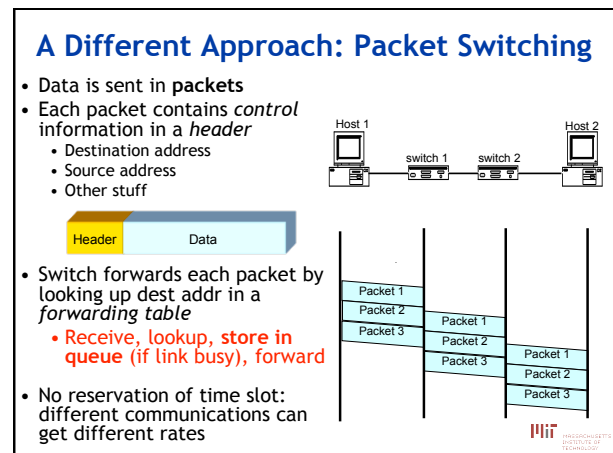 A Different Approach: Packet Switching
• Data is sent in packets
• Each packet contains control
information in a header
• Destination address
• Source address
• Other stuff
Header
Data
• Switch forwards each packet by
looking up dest addr in a
forwarding table
• Receive, lookup, store in
queue (if link busy), forward
• No reservation of time slot:
different communications can
get different rates
Host 1
Host 2
switch 1
switch 2
Packet 1
Packet 2
Packet 3
Packet 1
Packet 2
Packet 3
Packet 1
Packet 2
Packet 3
MIT
MASSACHUSETTS
INSTITUTE OF
TECHNOLOGY